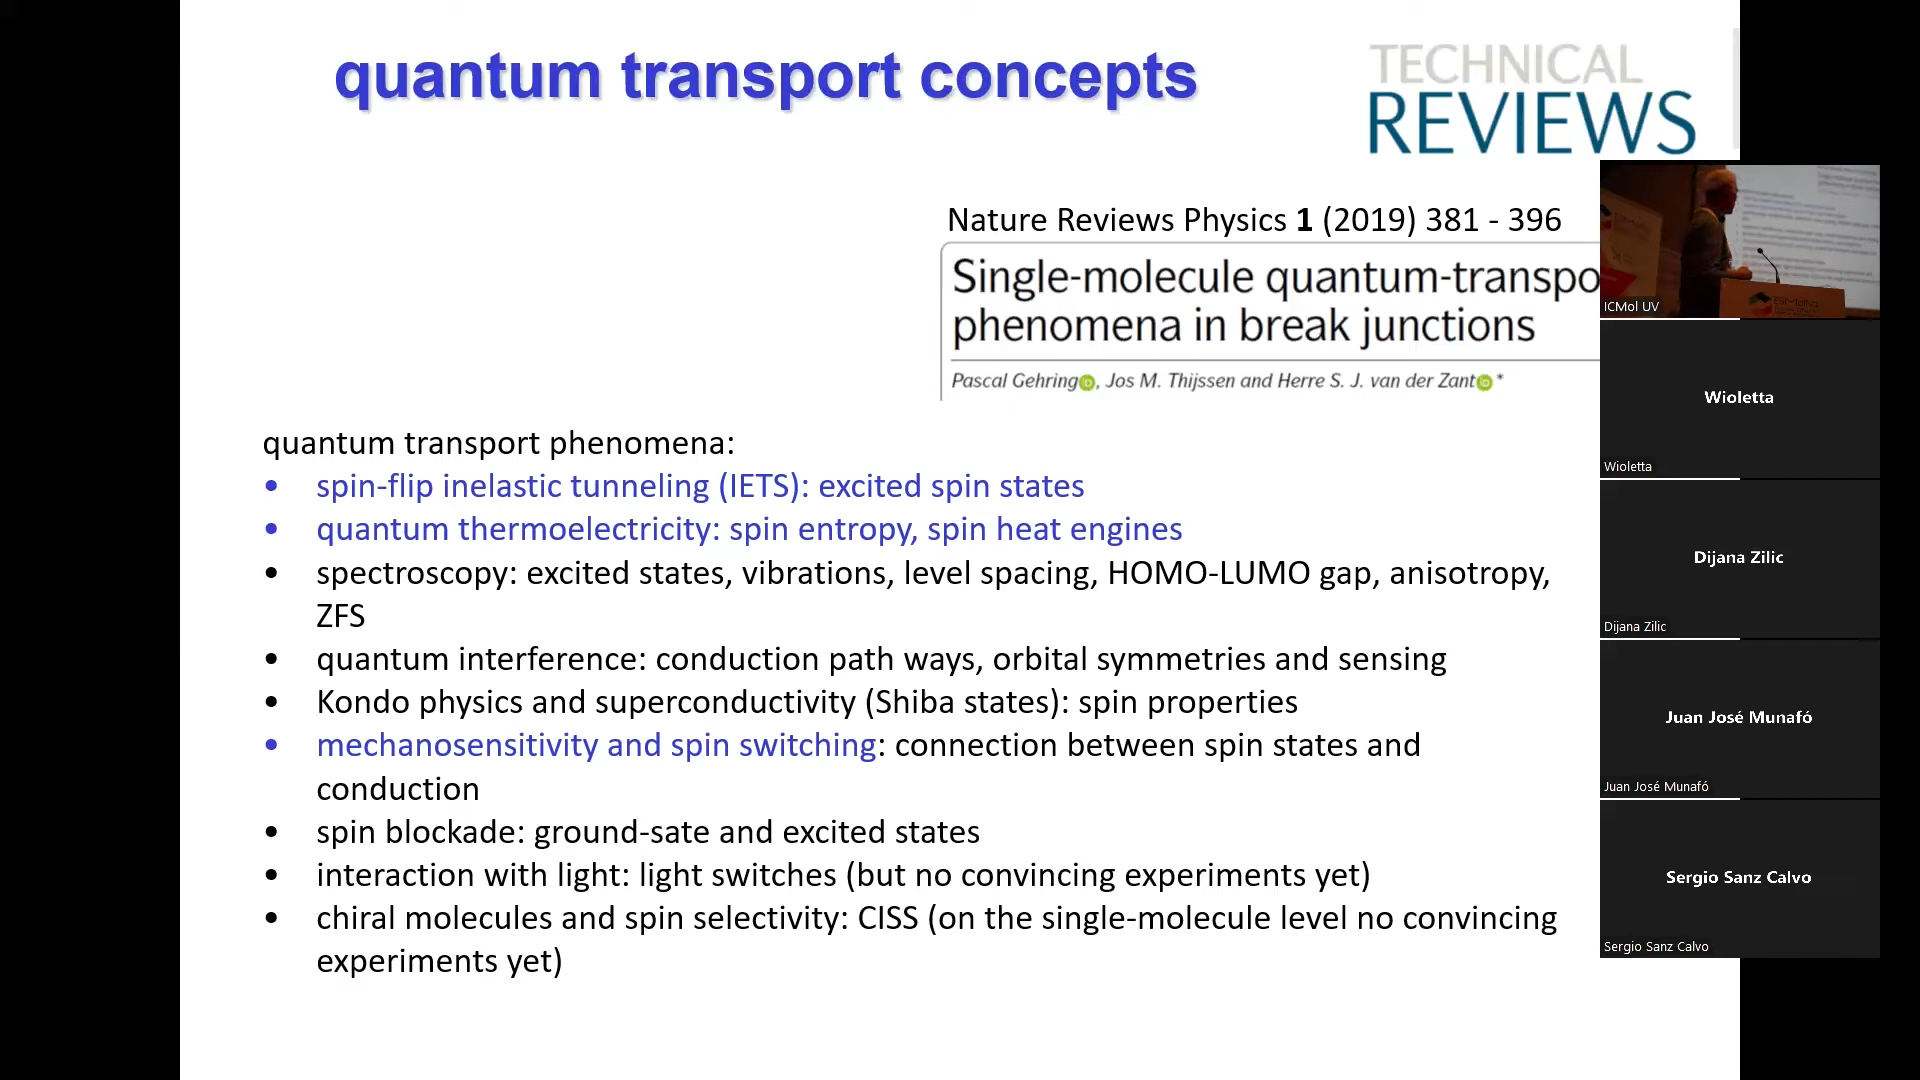 quantum transport concepts
TECHNICAL
REVIEWS
Nature Reviews Physics 1 (2019) 381 - 396
Single-molecule quantum-transpo
phenomena in break junctions
Pascal Gehring, Jos M. Thijssen and Herre S. J. van der Zant *
quantum transport phenomena:
• spin-flip inelastic tunneling (IETS): excited spin states
• quantum thermoelectricity: spin entropy, spin heat engines
• spectroscopy: excited states, vibrations, level spacing, HOMO-LUMO gap, anisotropy,
ZFS
• quantum interference: conduction path ways, orbital symmetries and sensing
• Kondo physics and superconductivity (Shiba states): spin properties
• mechanosensitivity and spin switching: connection between spin states and
conduction
• spin blockade: ground-sate and excited states
• interaction with light: light switches (but no convincing experiments yet)
• chiral molecules and spin selectivity: CISS (on the single-molecule level no convincing
experiments yet)
ICMol UV
Wioletta
Wioletta
Dijana Zilic
Dijana Zilic
Juan José Munafó
Juan José Munafó
Sergio Sanz Calvo
Sergio Sanz Calvo